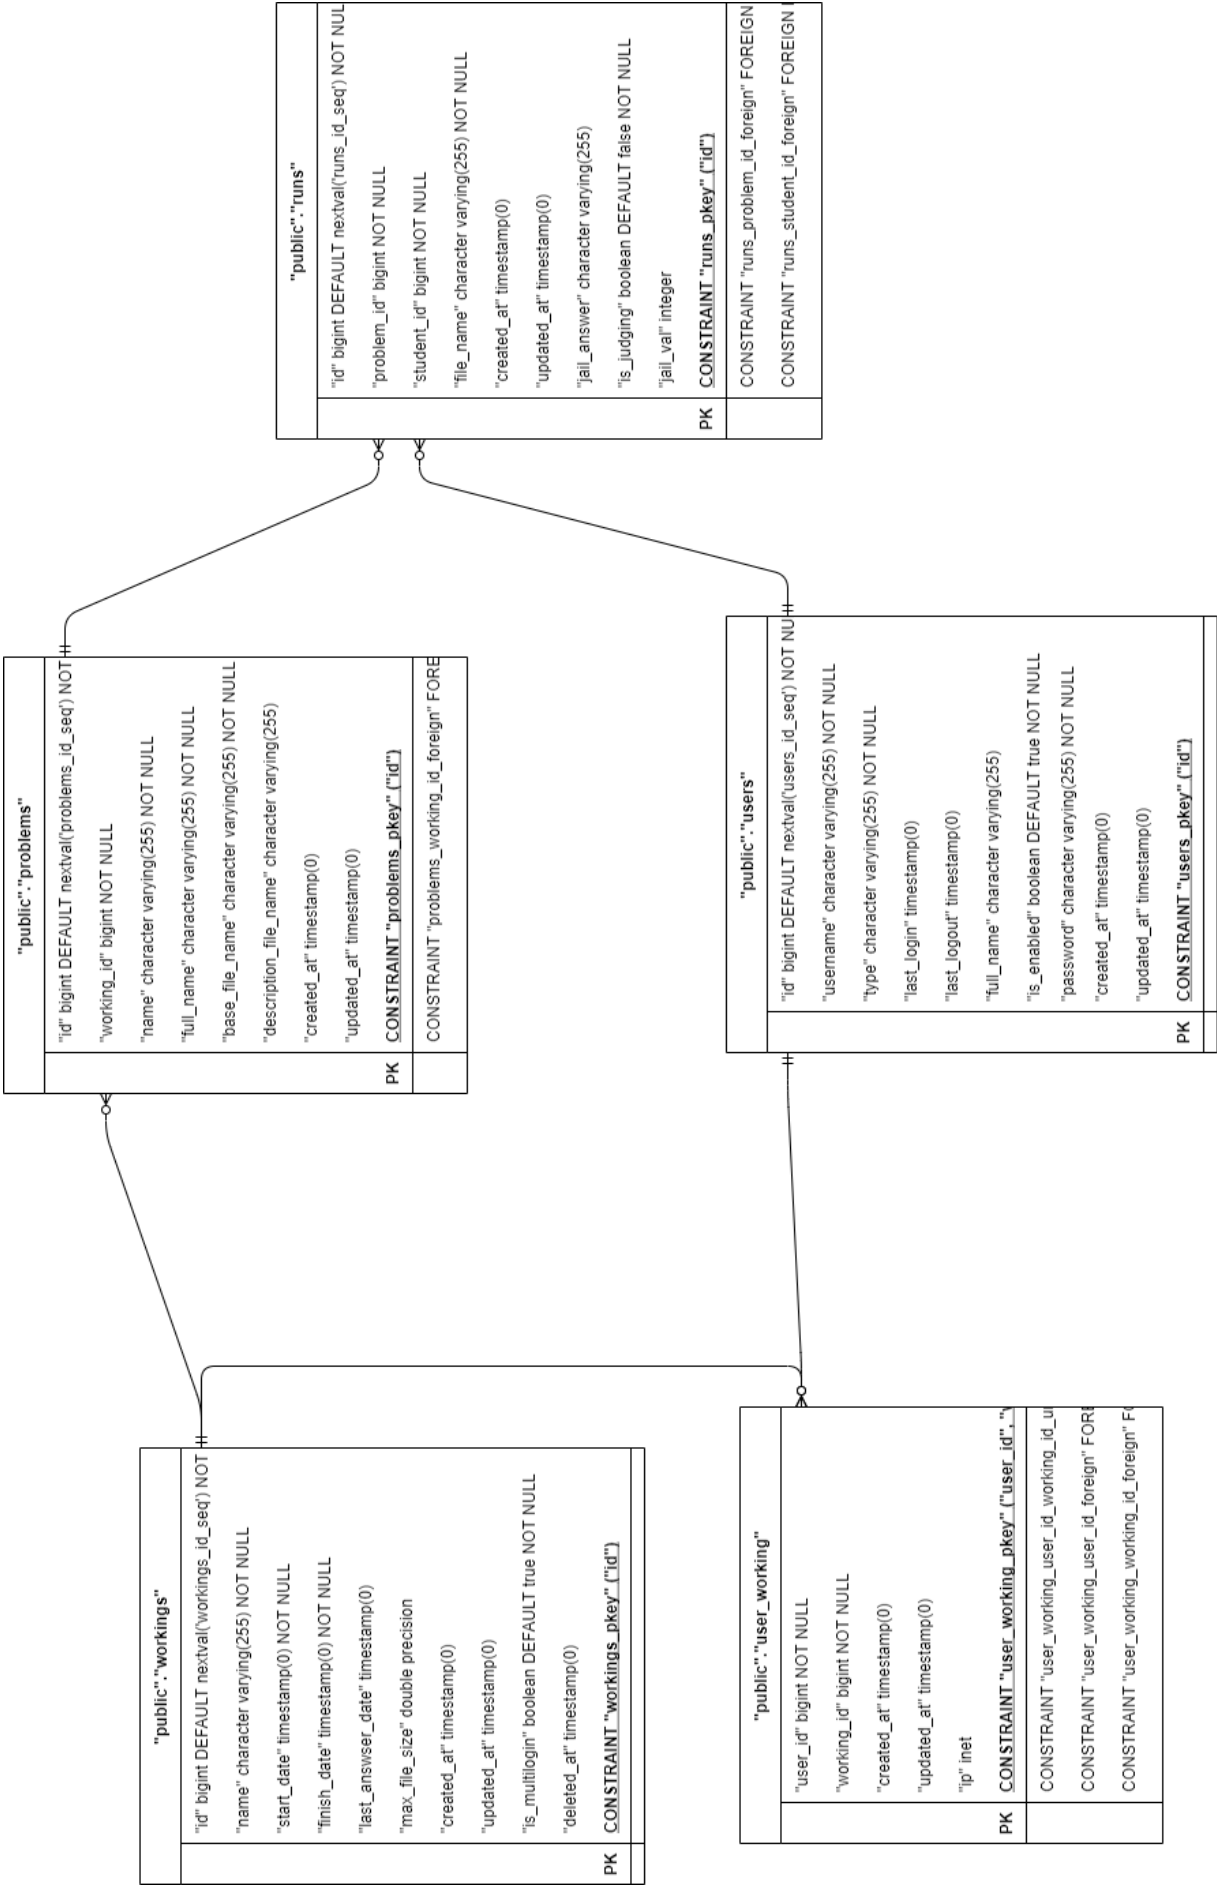 "public"."workings"
"id" bigint DEFAULT nextval('workings_id_seq') NOT
"name" character varying(255) NOT NULL
"start_date" timestamp(0) NOT NULL
"finish_date" timestamp(0) NOT NULL
"last_answser_date" timestamp(0)
"max_file_size" double precision
"created_at" timestamp(0)
"updated_at" timestamp(0)
"is_multilogin" boolean DEFAULT true NOT NULL
"deleted_at" timestamp(0)
PK CONSTRAINT "workings_pkey" ("id")
"public"."problems"
"id" bigint DEFAULT nextval('problems_id_seq') NOT
"working_id" bigint NOT NULL
"name" character varying(255) NOT NULL
"full_name" character varying(255) NOT NULL
"base_file_name" character varying(255) NOT NULL
"description_file_name" character varying(255)
"created_at" timestamp(0)
"updated_at" timestamp(0)
PK CONSTRAINT "problems_pkey" ("id")
CONSTRAINT "problems_working_id_foreign" FORE
"public"."runs"
"id" bigint DEFAULT nextval('runs_id_seq') NOT NUL
"problem_id" bigint NOT NULL
"student_id" bigint NOT NULL
"file_name" character varying(255) NOT NULL
"created_at" timestamp(0)
"updated_at" timestamp(0)
"jail_answer" character varying(255)
"is_judging" boolean DEFAULT false NOT NULL
"jail_val" integer
PK CONSTRAINT "runs_pkey" ("id")
CONSTRAINT "runs_problem_id_foreign" FOREIGN
CONSTRAINT "runs_student_id_foreign" FOREIGN
"public"."user_working"
"user_id" bigint NOT NULL
"working_id" bigint NOT NULL
"created_at" timestamp(0)
"updated_at" timestamp(0)
"ip" inet
PK CONSTRAINT "user_working_pkey" ("user_id", "
CONSTRAINT "user_working_user_id_working_id_u
CONSTRAINT "user_working_user_id_foreign" FORE
CONSTRAINT "user_working_working_id_foreign" F
"public"."users"
"id" bigint DEFAULT nextval('users_id_seq') NOT NU
"username" character varying(255) NOT NULL
"type" character varying(255) NOT NULL
"last_login" timestamp(0)
"last_logout" timestamp(0)
"full_name" character varying(255)
"is_enabled" boolean DEFAULT true NOT NULL
"password" character varying(255) NOT NULL
"created_at" timestamp(0)
"updated_at" timestamp(0)
PK CONSTRAINT "users_pkey" ("id")